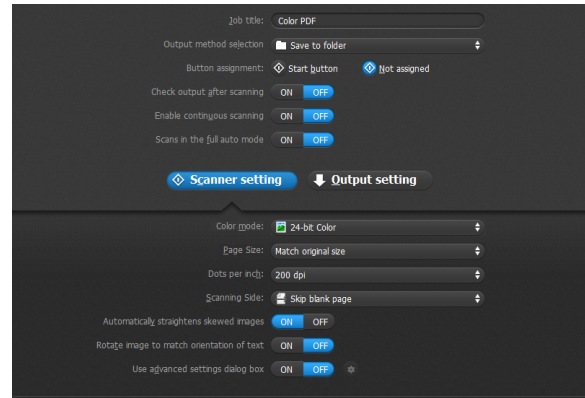 Job title: Color PDF
Output method selection Save to folder
Button assignment: Start button Not assigned
Check output after scanning ON OFF
Enable continuous scanning ON OFF
Scans in the full auto mode ON OFF
Scanner setting Output setting
Color mode: 24-bit Color
Page Size: Match original size
Dots per inch: 200 dpi
Scanning Side: Skip blank page
Automatically straightens skewed images ON OFF
Rotate image to match orientation of text ON OFF
Use advanced settings dialog box ON OFF